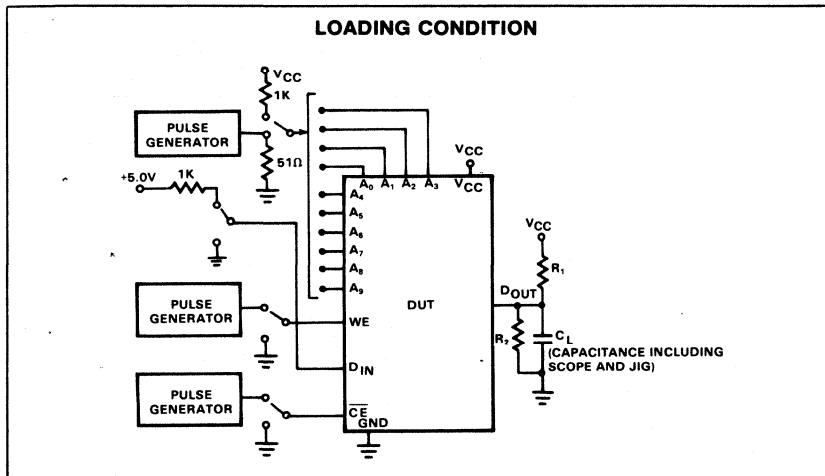 LOADING CONDITION
VCC
1K
PULSE
GENERATOR
51Ω
+5.0V
1K
VCC
A0 A1 A2 A3
VCC
A4
A5
A6
A7
A8
A9
DUT
VCC
R1
DOUT
R2
CL
(CAPACITANCE INCLUDING
SCOPE AND JIG)
PULSE
GENERATOR
WE
DIN
PULSE
GENERATOR
CE
GND